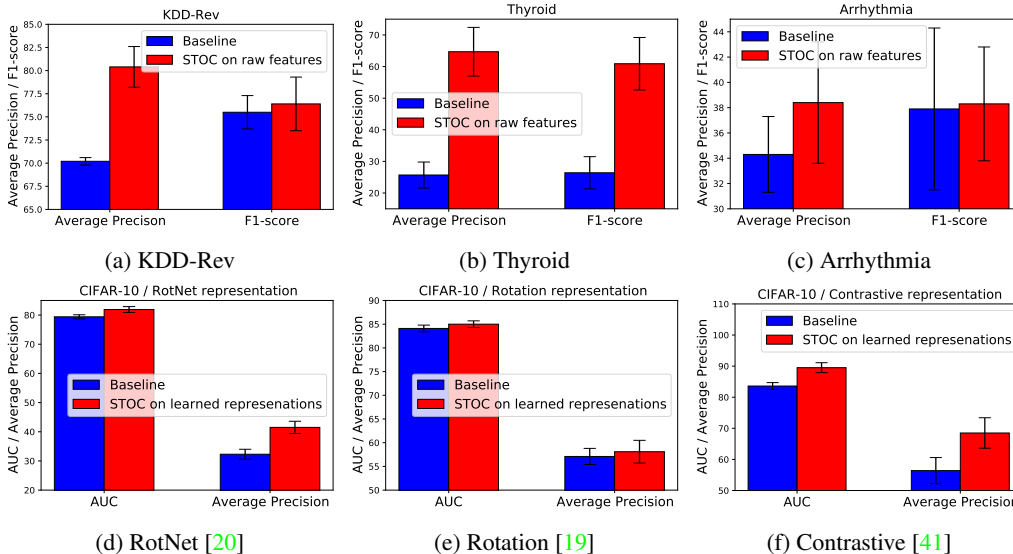 KDD-Rev
Average Precision / F1-score
85.0
82.5
80.0
77.5
75.0
72.5
70.0
67.5
65.0
Baseline
STOC on raw features
Average Precison
F1-score
(a) KDD-Rev
Thyroid
Average Precision / F1-score
70
60
50
40
30
20
Baseline
STOC on raw features
Average Precison
F1-score
(b) Thyroid
Arrhythmia
Average Precision / F1-score
44
42
40
38
36
34
32
30
Baseline
STOC on raw features
Average Precison
F1-score
(c) Arrhythmia
CIFAR-10 / RotNet representation
AUC / Average Precision
80
70
60
50
40
30
20
Baseline
STOC on learned represenations
AUC
Average Precision
(d) RotNet [20]
CIFAR-10 / Rotation representation
AUC / Average Precision
90
85
80
75
70
65
60
55
50
Baseline
STOC on learned represenations
AUC
Average Precision
(e) Rotation [19]
CIFAR-10 / Contrastive representation
AUC / Average Precision
110
100
90
80
70
60
50
Baseline
STOC on learned represenations
AUC
Average Precision
(f) Contrastive [41]